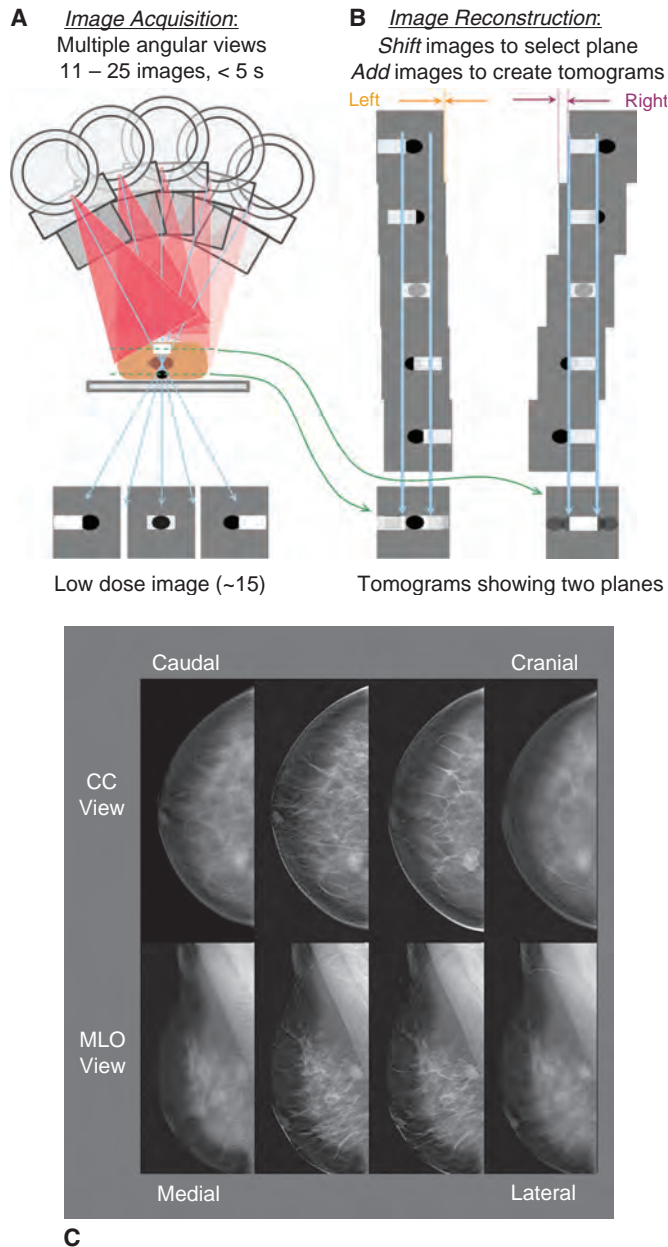 A
Image Acquisition:
Multiple angular views
11 – 25 images, < 5 s
B
Image Reconstruction:
Shift images to select plane
Add images to create tomograms
Left
Right
Low dose image (~15)
Tomograms showing two planes
Caudal
Cranial
CC
View
MLO
View
Medial
Lateral
C